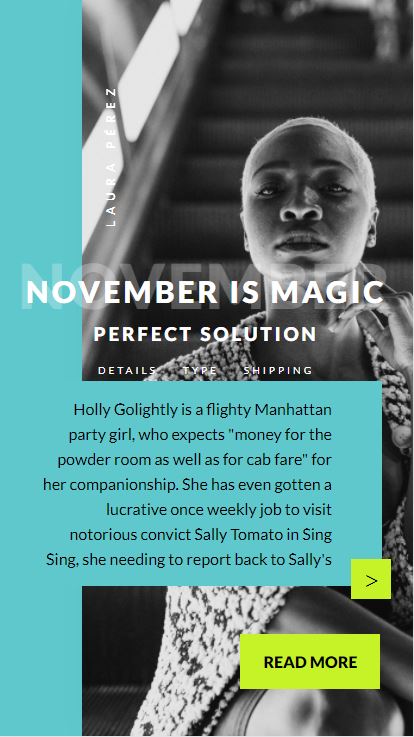 LAURA PÉREZ
NOVEMBER
NOVEMBER IS MAGIC
PERFECT SOLUTION
DETAILS TYPE SHIPPING
Holly Golightly is a flighty Manhattan
party girl, who expects "money for the
powder room as well as for cab fare" for
her companionship. She has even gotten a
lucrative once weekly job to visit
notorious convict Sally Tomato in Sing
Sing, she needing to report back to Sally's
>
READ MORE